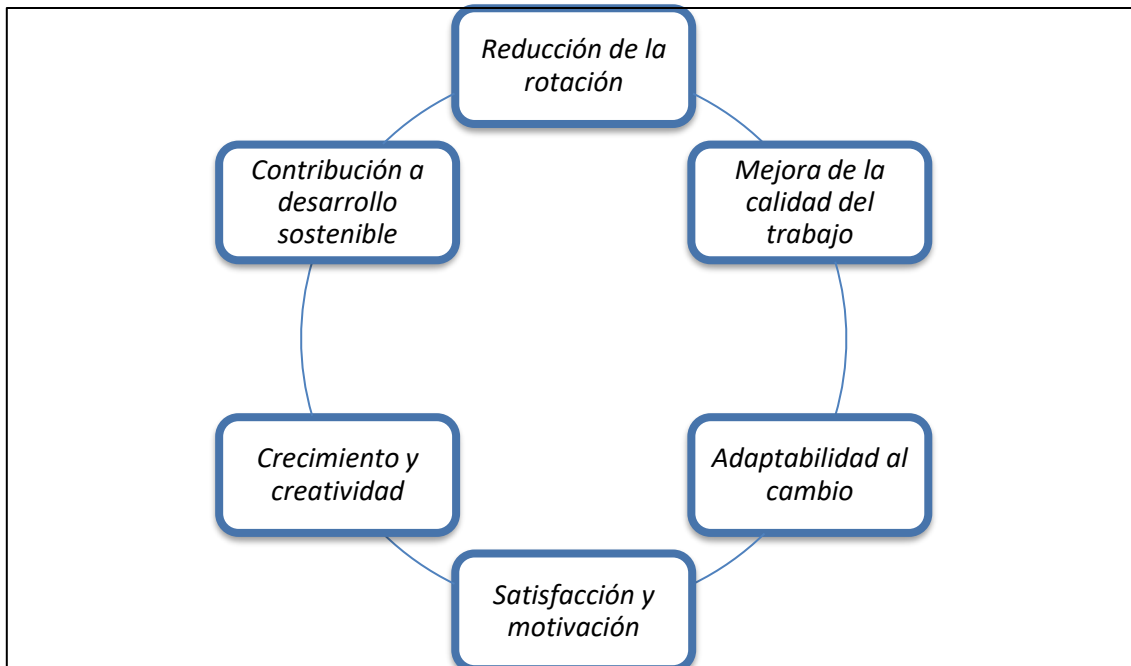 Reducción de la
rotación
Contribución a
desarrollo
sostenible
Mejora de la
calidad del
trabajo
Crecimiento y
creatividad
Adaptabilidad al
cambio
Satisfacción y
motivación